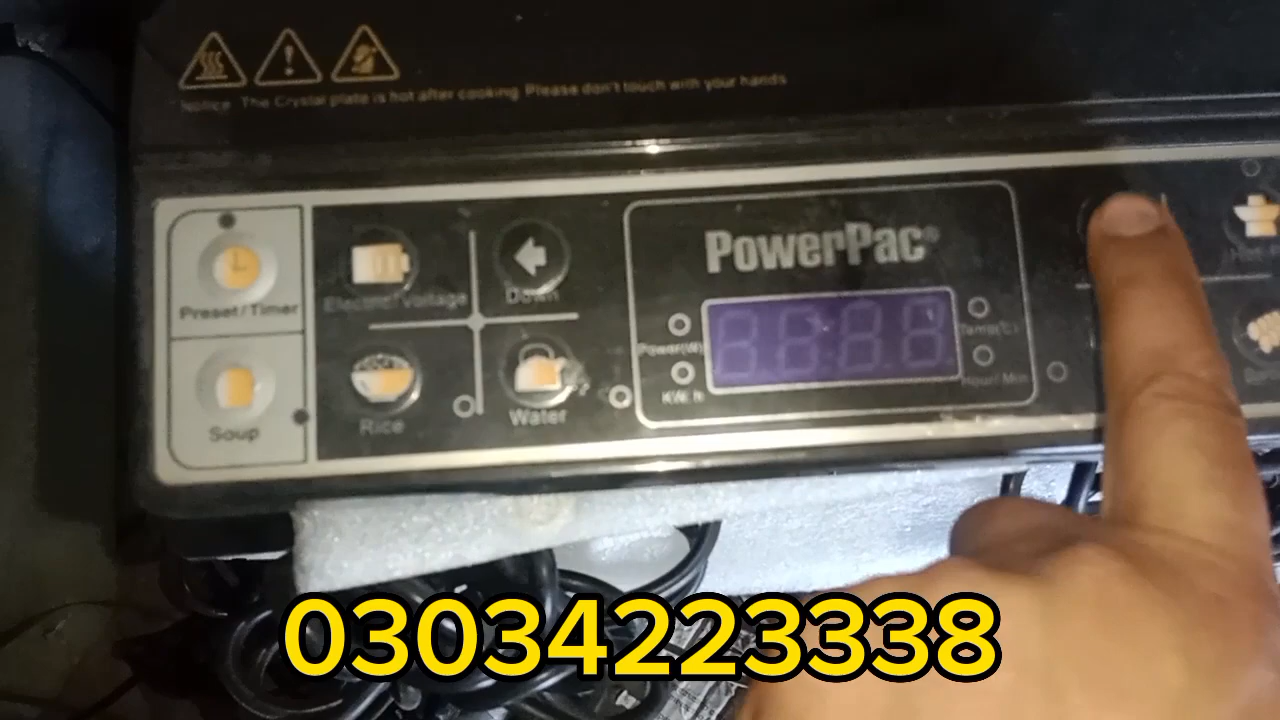 Notice: The Crystal plate is hot after cooking. Please don't touch with your hands
PowerPac®
Preset/Timer
Electric/Voltage
Down
Power(W)
Temp(°C)
KW.h
Hour/Min
Soup
Rice
Water
03034223338